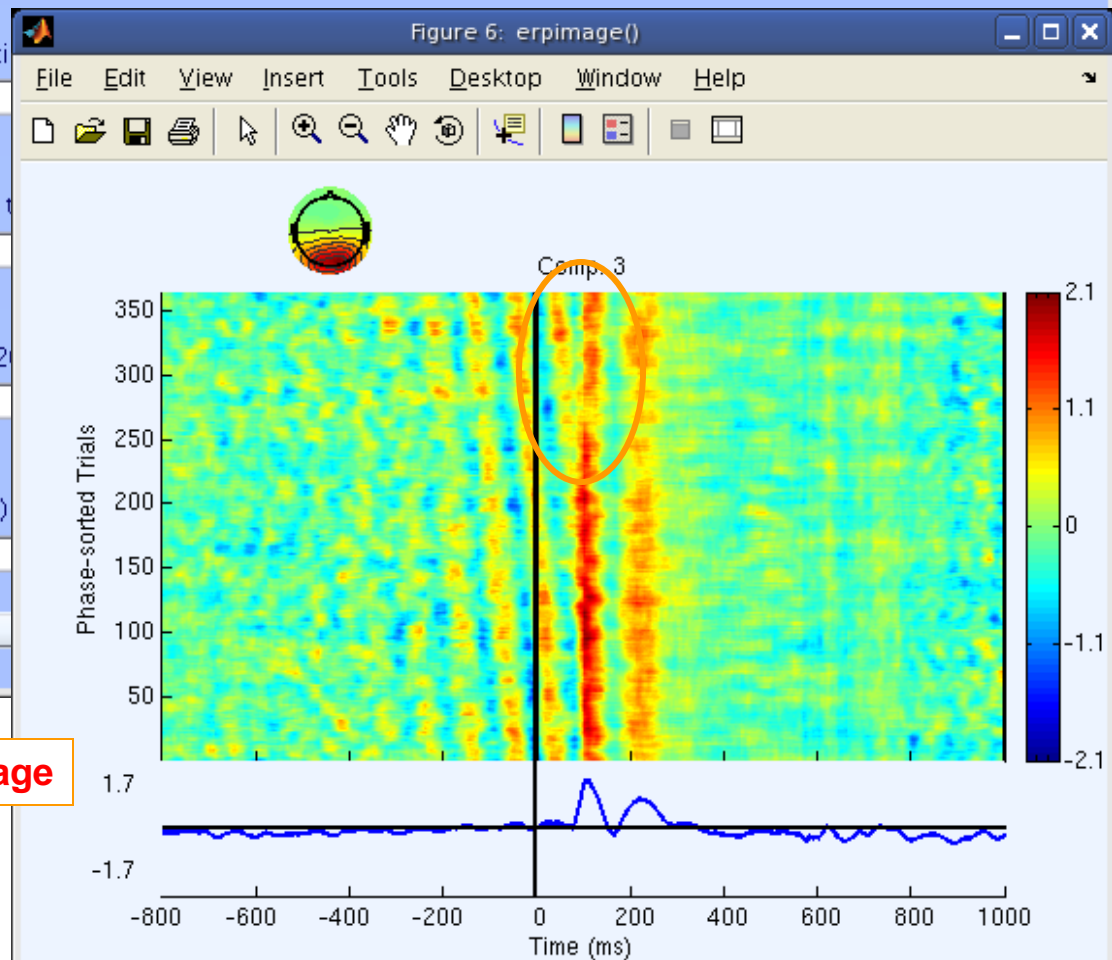 Figure 6: erpimage()
File Edit View Insert Tools Desktop Window Help
Comp. 3
350
300
250
200
150
100
50
Phase-sorted Trials
2.1
1.1
0
-1.1
-2.1
age
1.7
-1.7
-800 -600 -400 -200 0 200 400 600 800 1000
Time (ms)